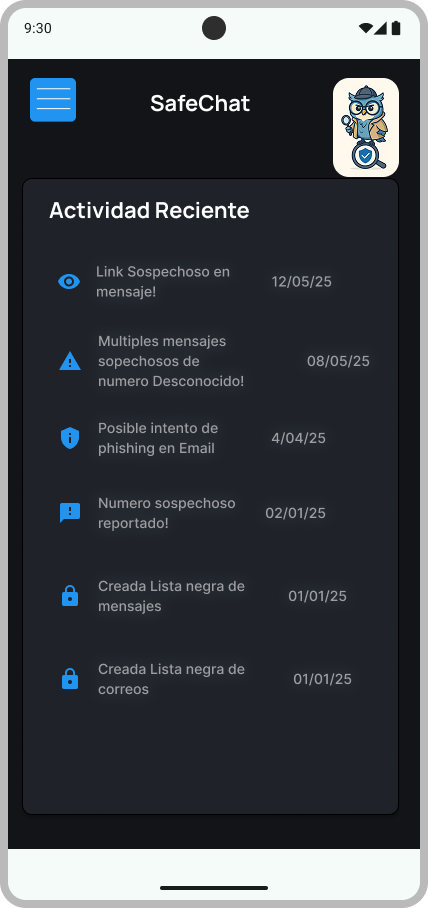 9:30
SafeChat
Actividad Reciente
Link Sospechoso en
mensaje!
12/05/25
Multiples mensajes
sopechosos de
numero Desconocido!
08/05/25
Posible intento de
phishing en Email
4/04/25
Numero sospechoso
reportado!
02/01/25
Creada Lista negra de
mensajes
01/01/25
Creada Lista negra de
correos
01/01/25